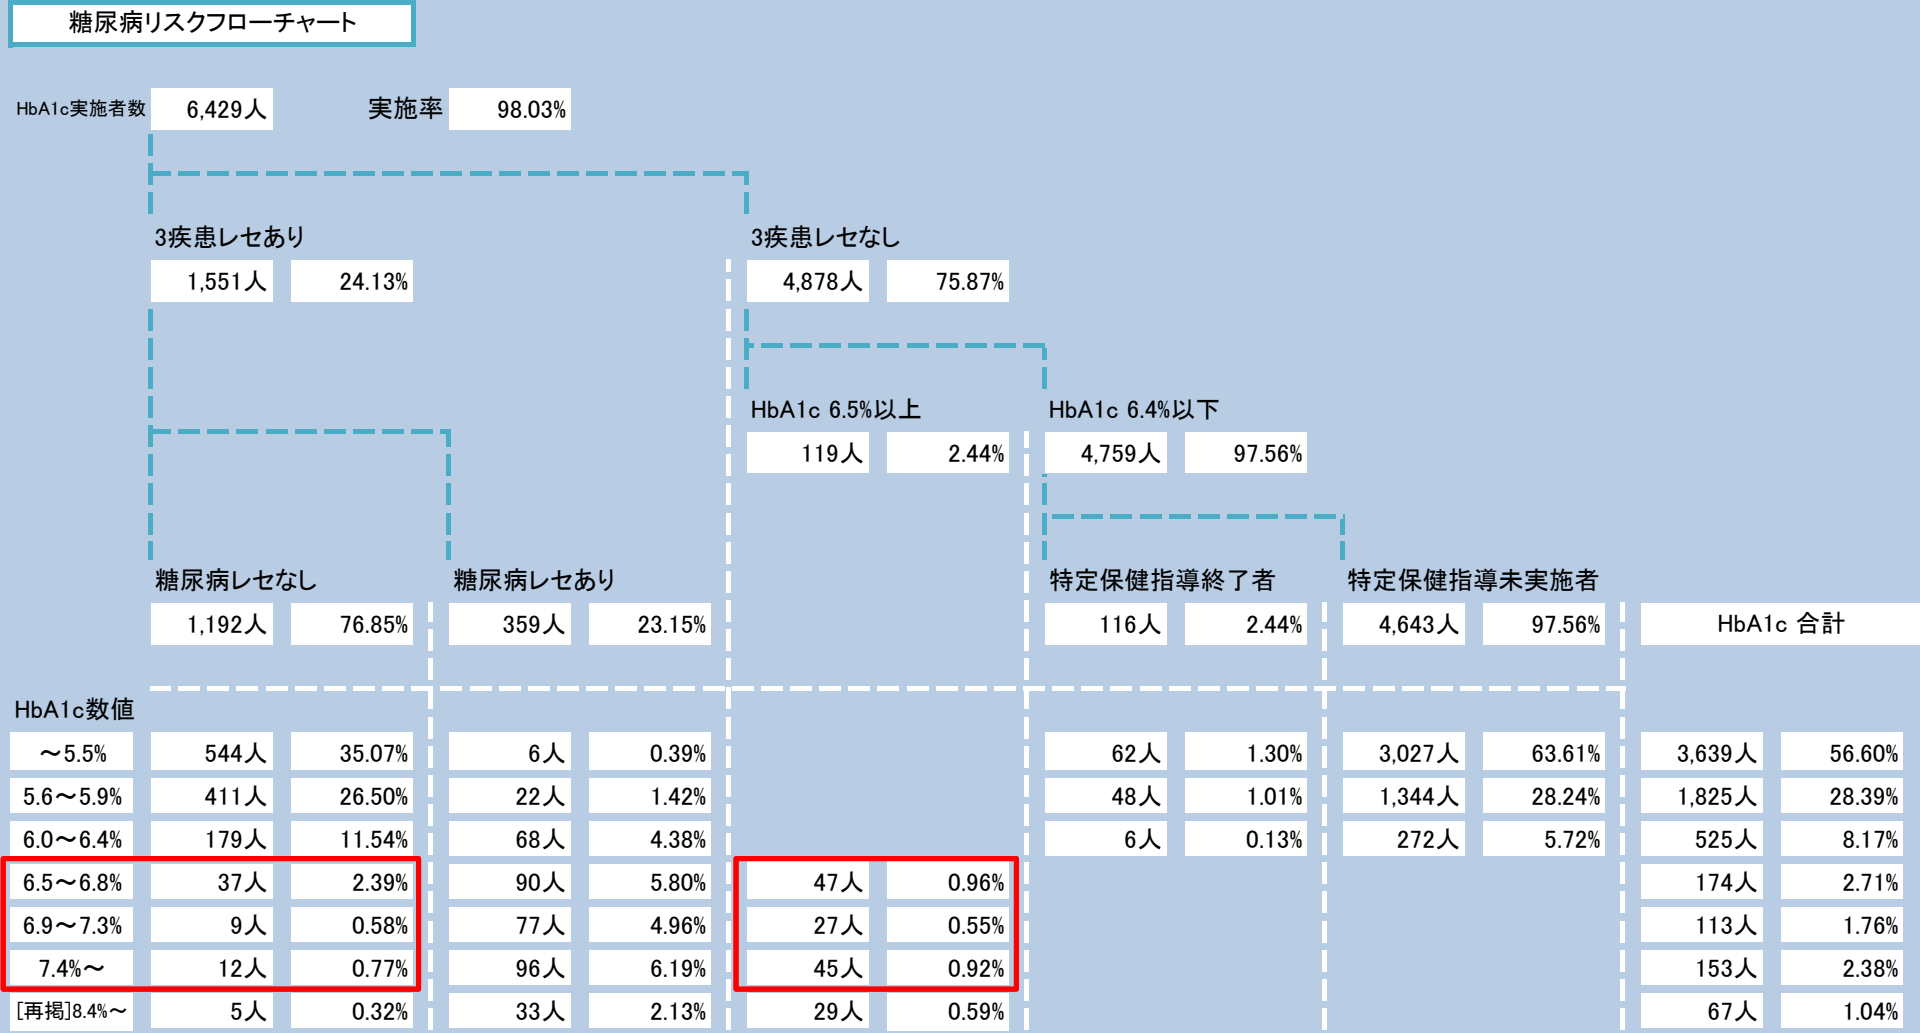 糖尿病リスクフローチャート
HbA1c実施者数 6,429人 実施率 98.03%
3疾患レセあり 3疾患レセなし
1,551人 24.13% 4,878人 75.87%
HbA1c 6.5%以上 HbA1c 6.4%以下
119人 2.44% 4,759人 97.56%
糖尿病レセなし 糖尿病レセあり 特定保健指導終了者 特定保健指導未実施者
1,192人 76.85% 359人 23.15% 116人 2.44% 4,643人 97.56% HbA1c 合計
HbA1c数値
～5.5% 544人 35.07% 6人 0.39% 62人 1.30% 3,027人 63.61% 3,639人 56.60%
5.6～5.9% 411人 26.50% 22人 1.42% 48人 1.01% 1,344人 28.24% 1,825人 28.39%
6.0～6.4% 179人 11.54% 68人 4.38% 6人 0.13% 272人 5.72% 525人 8.17%
6.5～6.8% 37人 2.39% 90人 5.80% 47人 0.96% 174人 2.71%
6.9～7.3% 9人 0.58% 77人 4.96% 27人 0.55% 113人 1.76%
7.4%～ 12人 0.77% 96人 6.19% 45人 0.92% 153人 2.38%
[再掲]8.4%～ 5人 0.32% 33人 2.13% 29人 0.59% 67人 1.04%